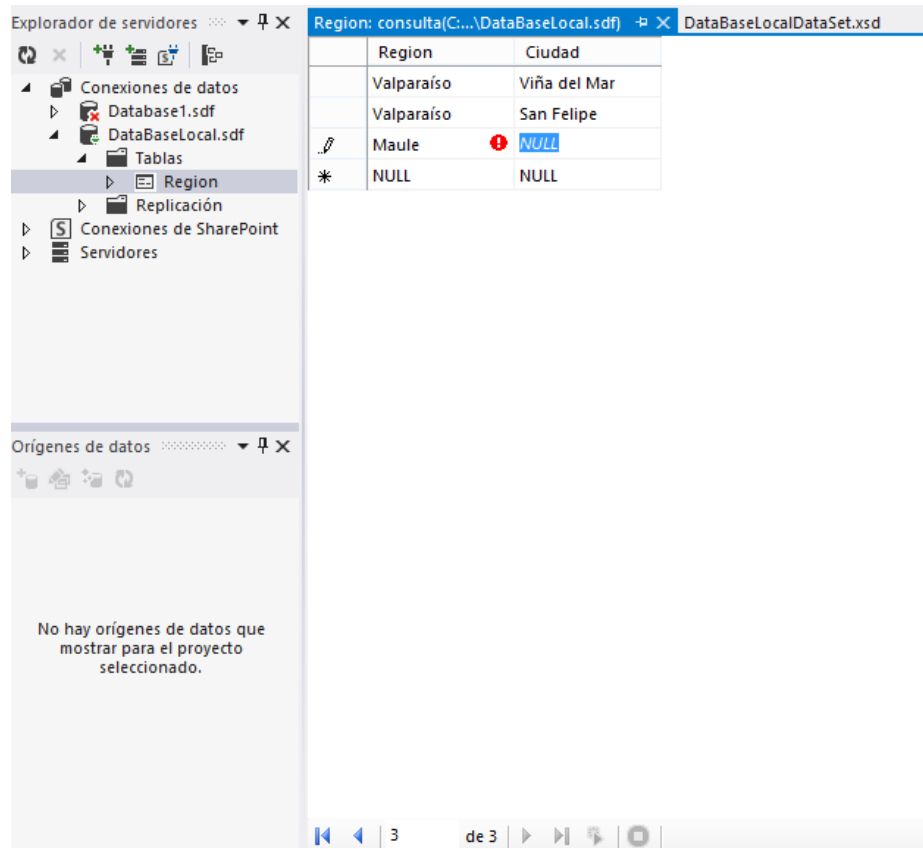 Explorador de servidores
Conexiones de datos
Database1.sdf
DataBaseLocal.sdf
Tablas
Region
Replicación
Conexiones de SharePoint
Servidores
Orígenes de datos
No hay orígenes de datos que
mostrar para el proyecto
seleccionado.
Region: consulta(C:...\DataBaseLocal.sdf) DataBaseLocalDataSet.xsd
Region Ciudad
Valparaíso Viña del Mar
Valparaíso San Felipe
Maule NULL
NULL NULL
3 de 3